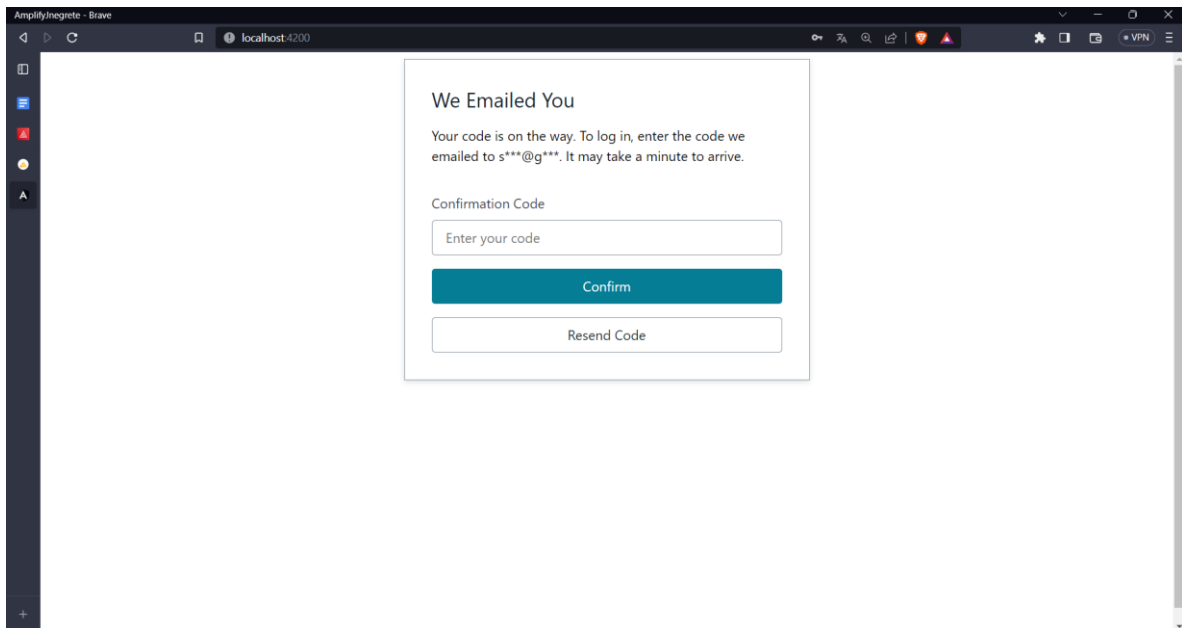 AmplifyJnegrete - Brave
localhost:4200
VPN
A
We Emailed You
Your code is on the way. To log in, enter the code we
emailed to s***@g***. It may take a minute to arrive.
Confirmation Code
Enter your code
Confirm
Resend Code